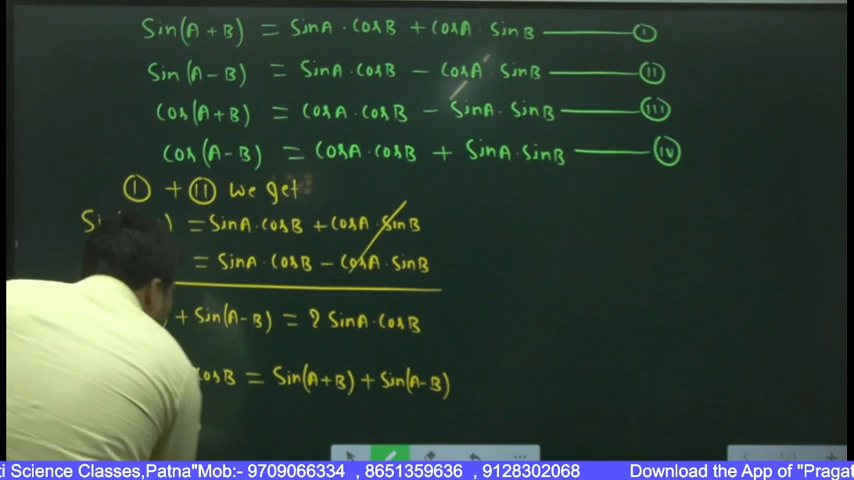 Sin(A+B) = SinA · CosB + CosA · SinB —— I
Sin(A-B) = SinA · CosB - CosA · SinB —— II
Cos(A+B) = CosA · CosB - SinA · SinB —— III
Cos(A-B) = CosA · CosB + SinA · SinB —— IV
I + II We get
) = SinA · CosB + CosA · SinB
= SinA · CosB - CosA · SinB
+ Sin(A-B) = 2 SinA · CosB
CosB = Sin(A+B) + Sin(A-B)
ti Science Classes,Patna"Mob:- 9709066334 , 8651359636 , 9128302068 Download the App of "Pragat